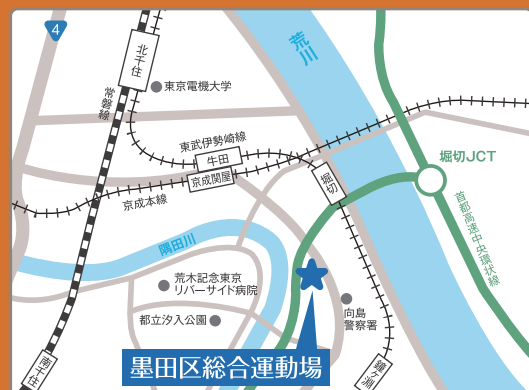 4
荒川
北千住
東京電機大学
常磐線
東武伊勢崎線
牛田
京成関屋
京成本線
堀切
堀切JCT
首都高速中央環状線
隅田川
荒木記念東京
リバーサイド病院
都立汐入公園
向島
警察署
墨田区総合運動場
南千住
鐘ヶ淵